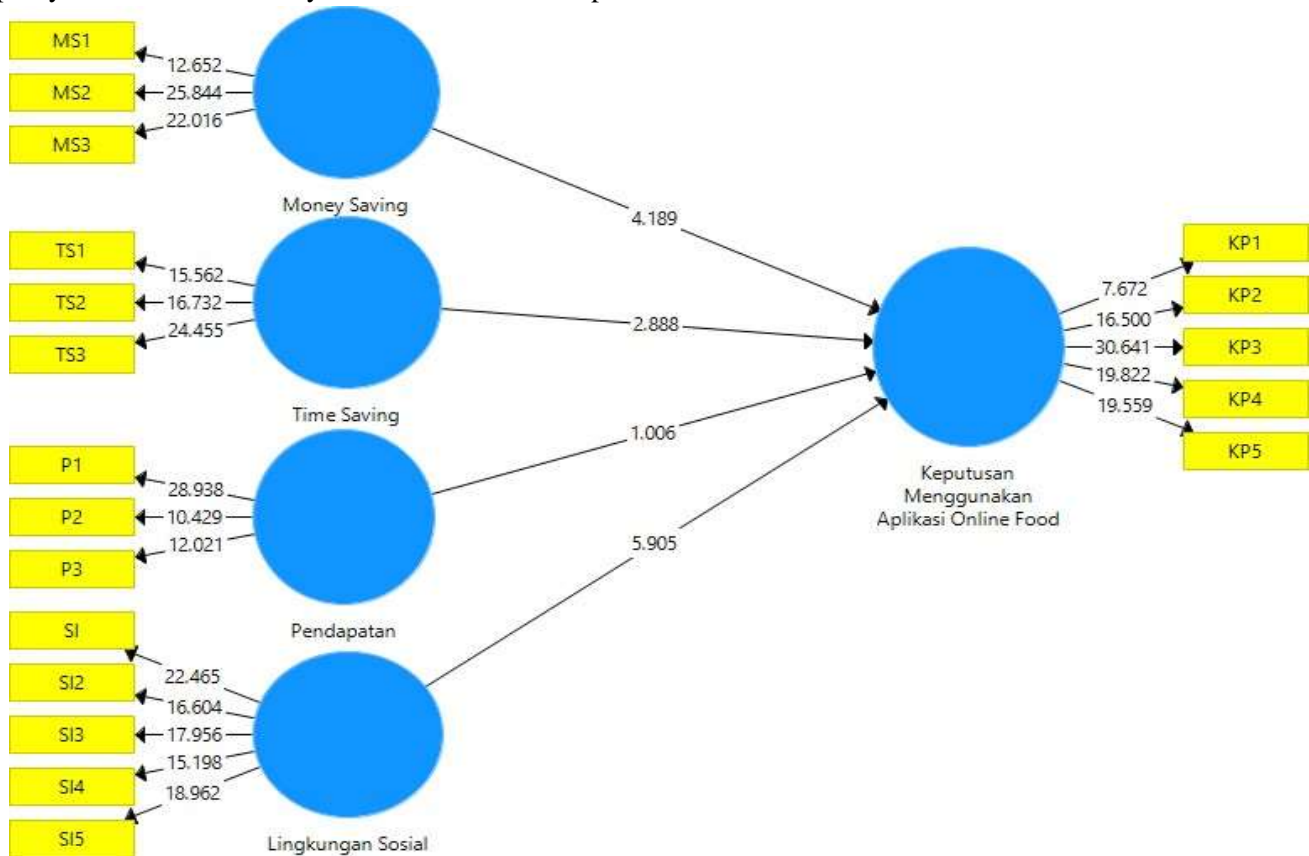 MS1
MS2
MS3
12.652
25.844
22.016
Money Saving
4.189
TS1
TS2
TS3
15.562
16.732
24.455
Time Saving
2.888
P1
P2
P3
28.938
10.429
12.021
Pendapatan
1.006
SI
SI2
SI3
SI4
SI5
22.465
16.604
17.956
15.198
18.962
Lingkungan Sosial
5.905
Keputusan
Menggunakan
Aplikasi Online Food
7.672
16.500
30.641
19.822
19.559
KP1
KP2
KP3
KP4
KP5